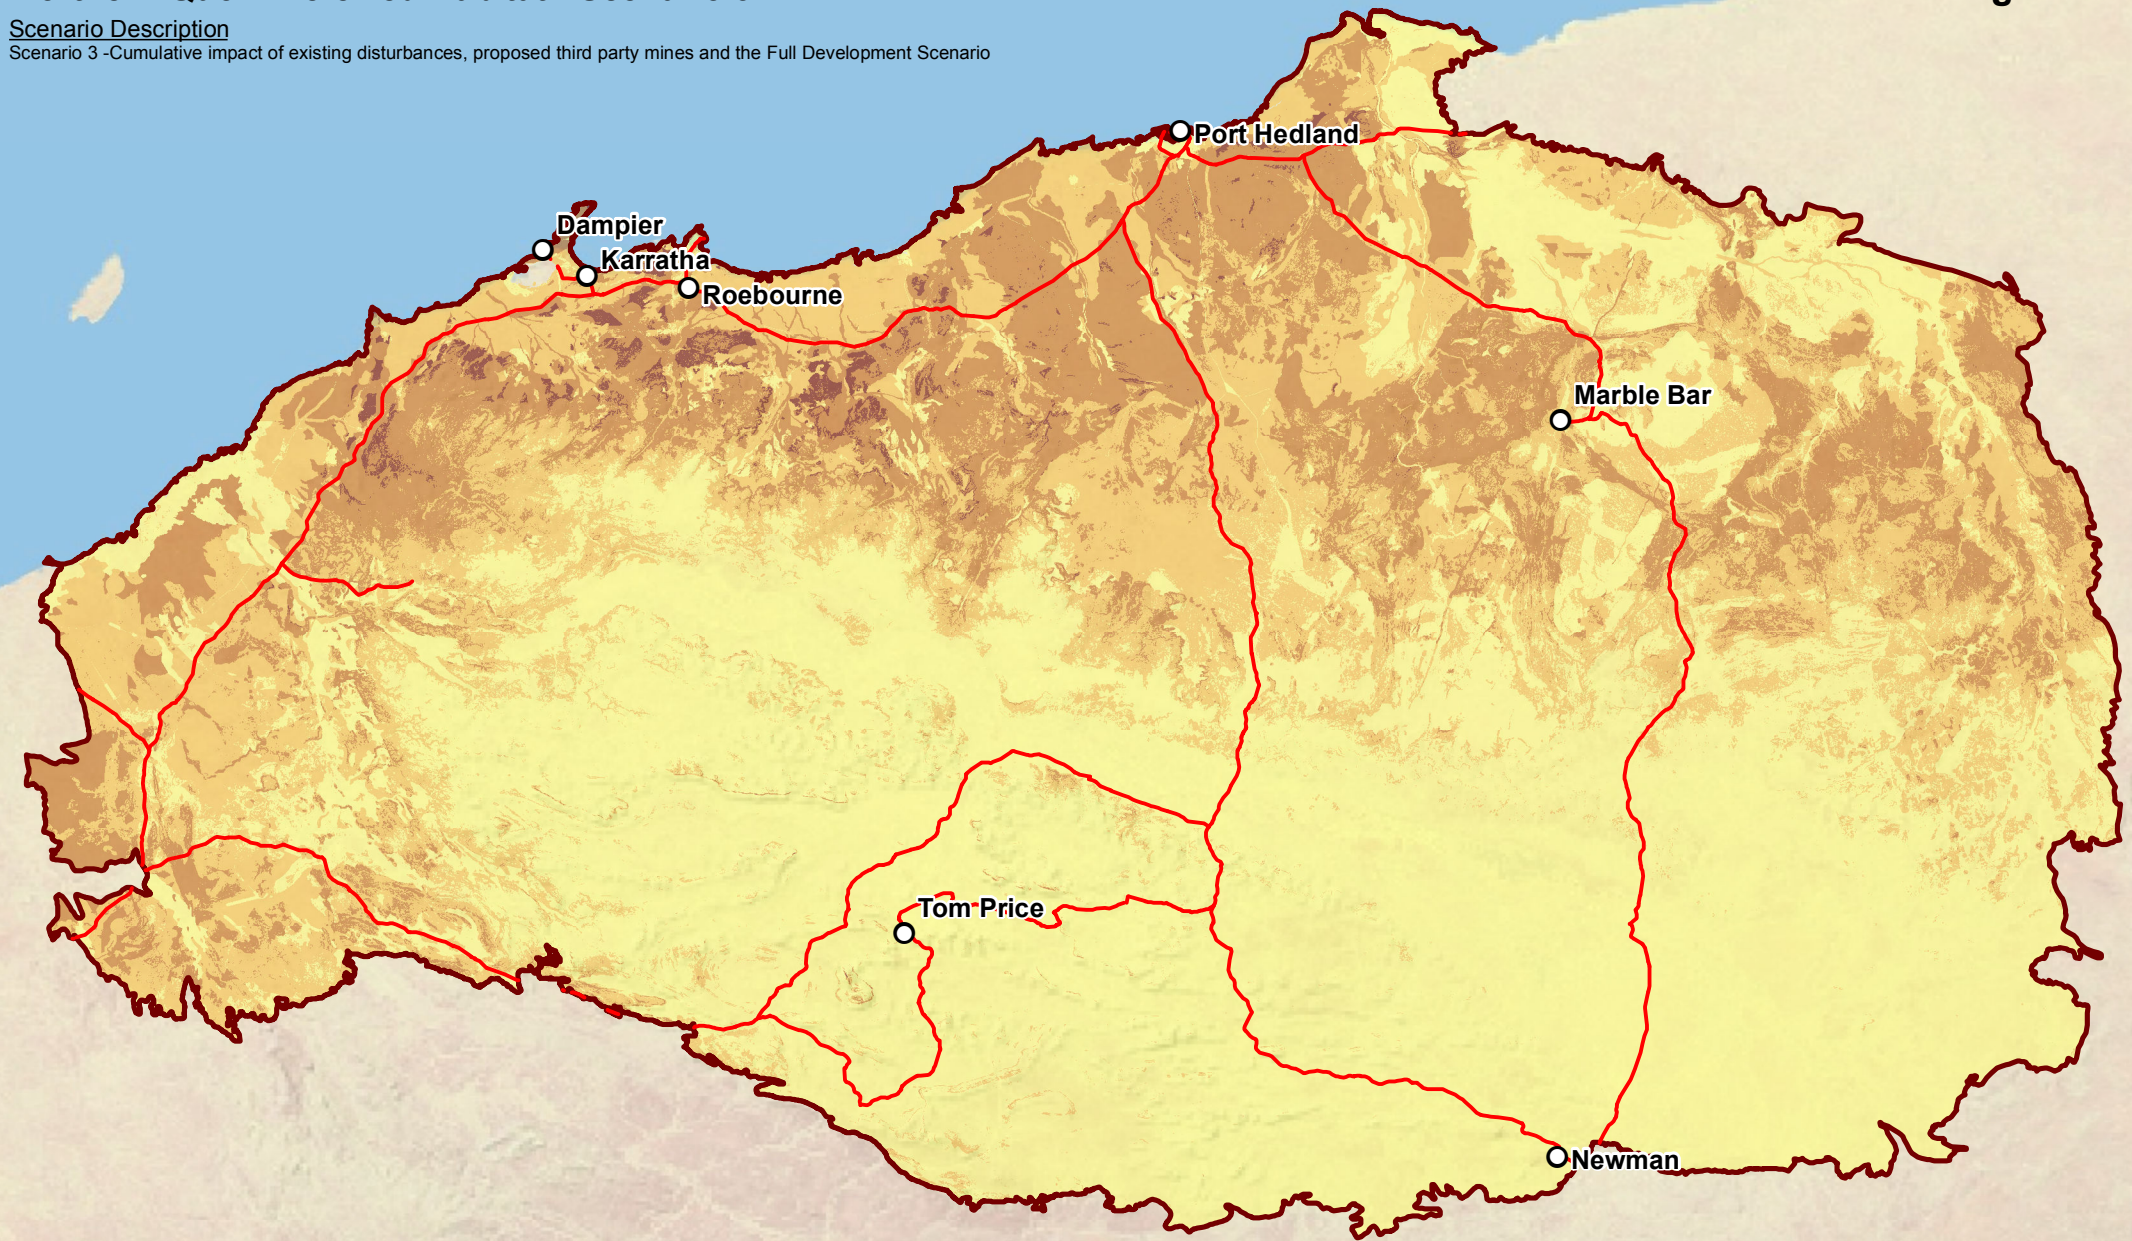 Scenario Description
Scenario 3 -Cumulative impact of existing disturbances, proposed third party mines and the Full Development Scenario
Port Hedland
Dampier
Karratha
Roebourne
Marble Bar
Tom Price
Newman